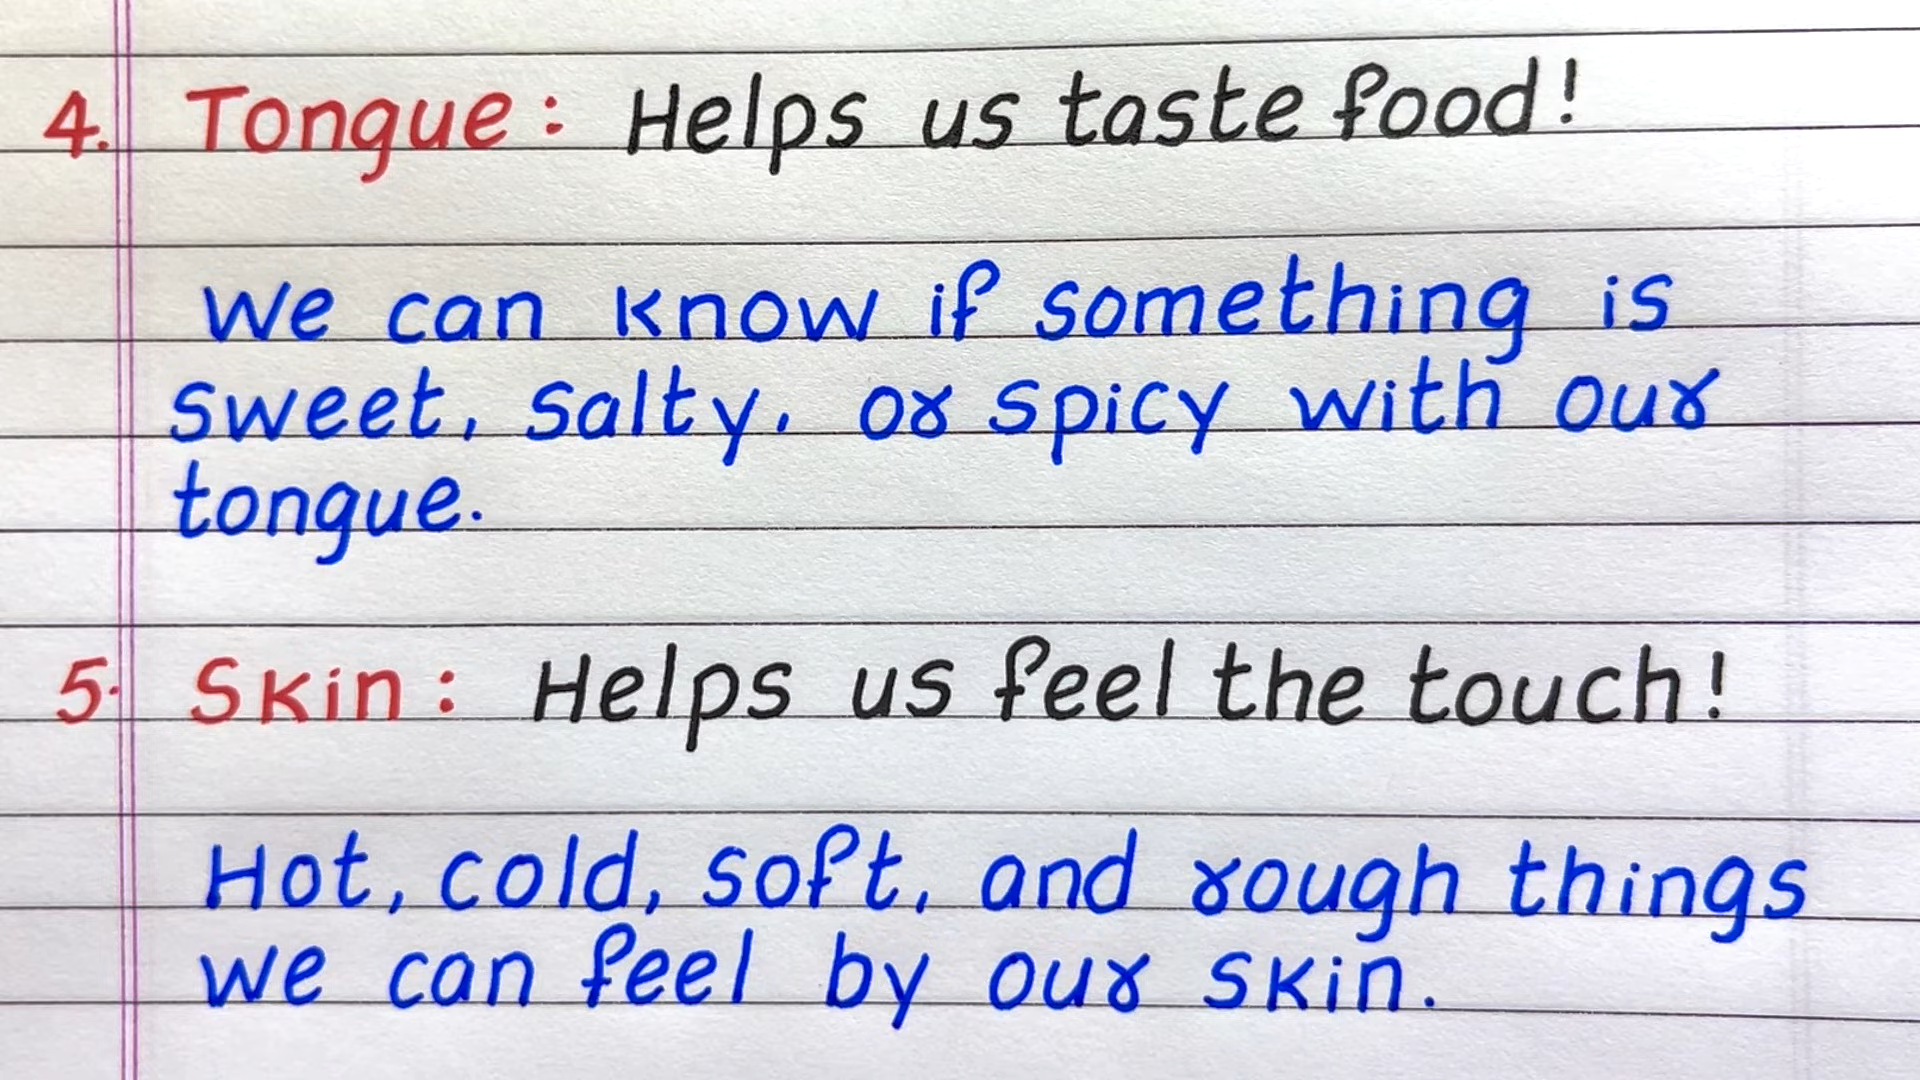 4. Tongue: Helps us taste food!
We can know if something is
sweet, salty, or spicy with our
tongue.
5. Skin: Helps us feel the touch!
Hot, cold, soft, and rough things
we can feel by our skin.